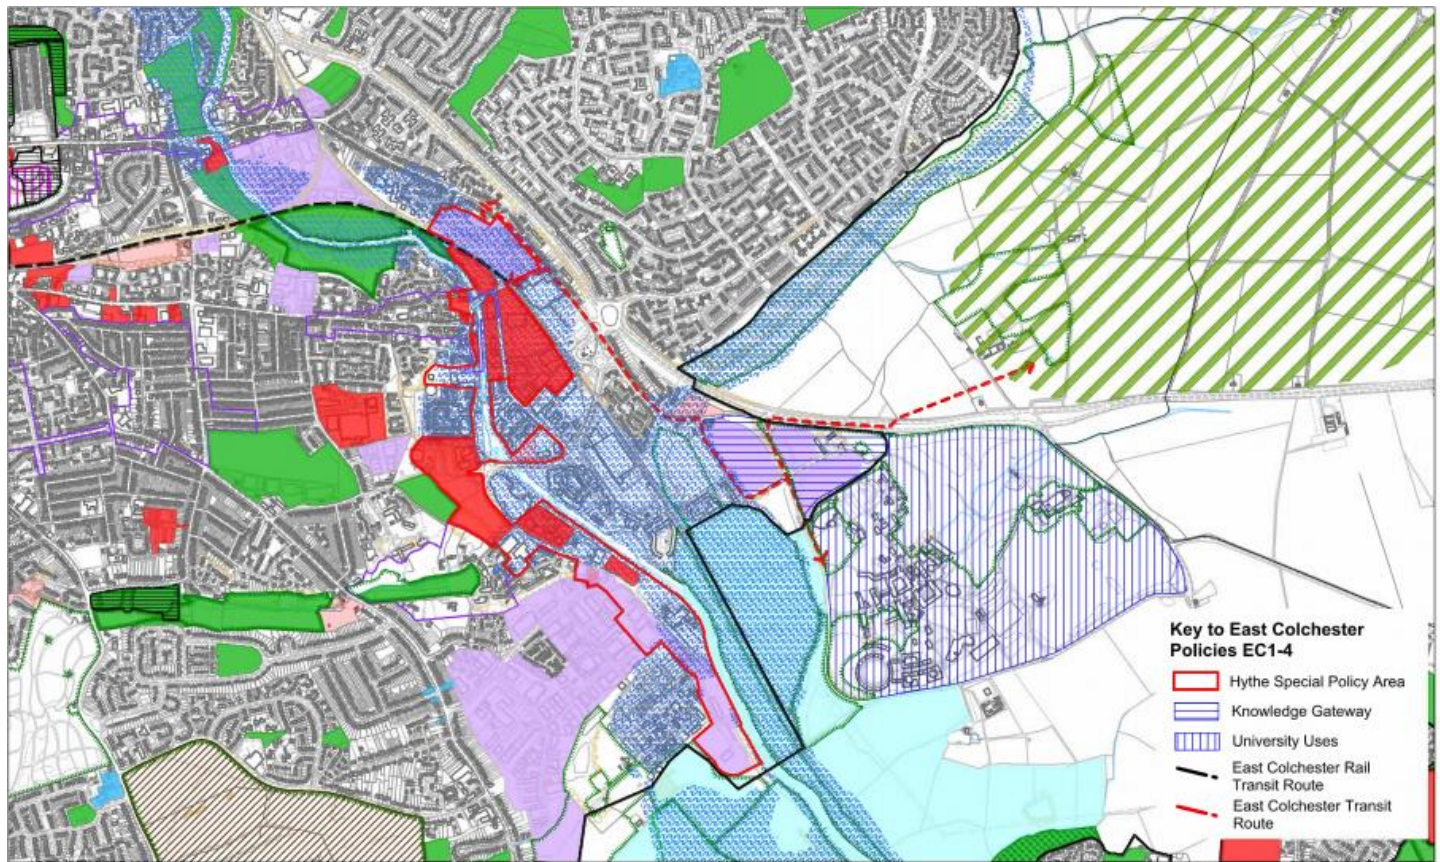 Key to East Colchester
Policies EC1-4
Hythe Special Policy Area
Knowledge Gateway
University Uses
East Colchester Rail
Transit Route
East Colchester Transit
Route